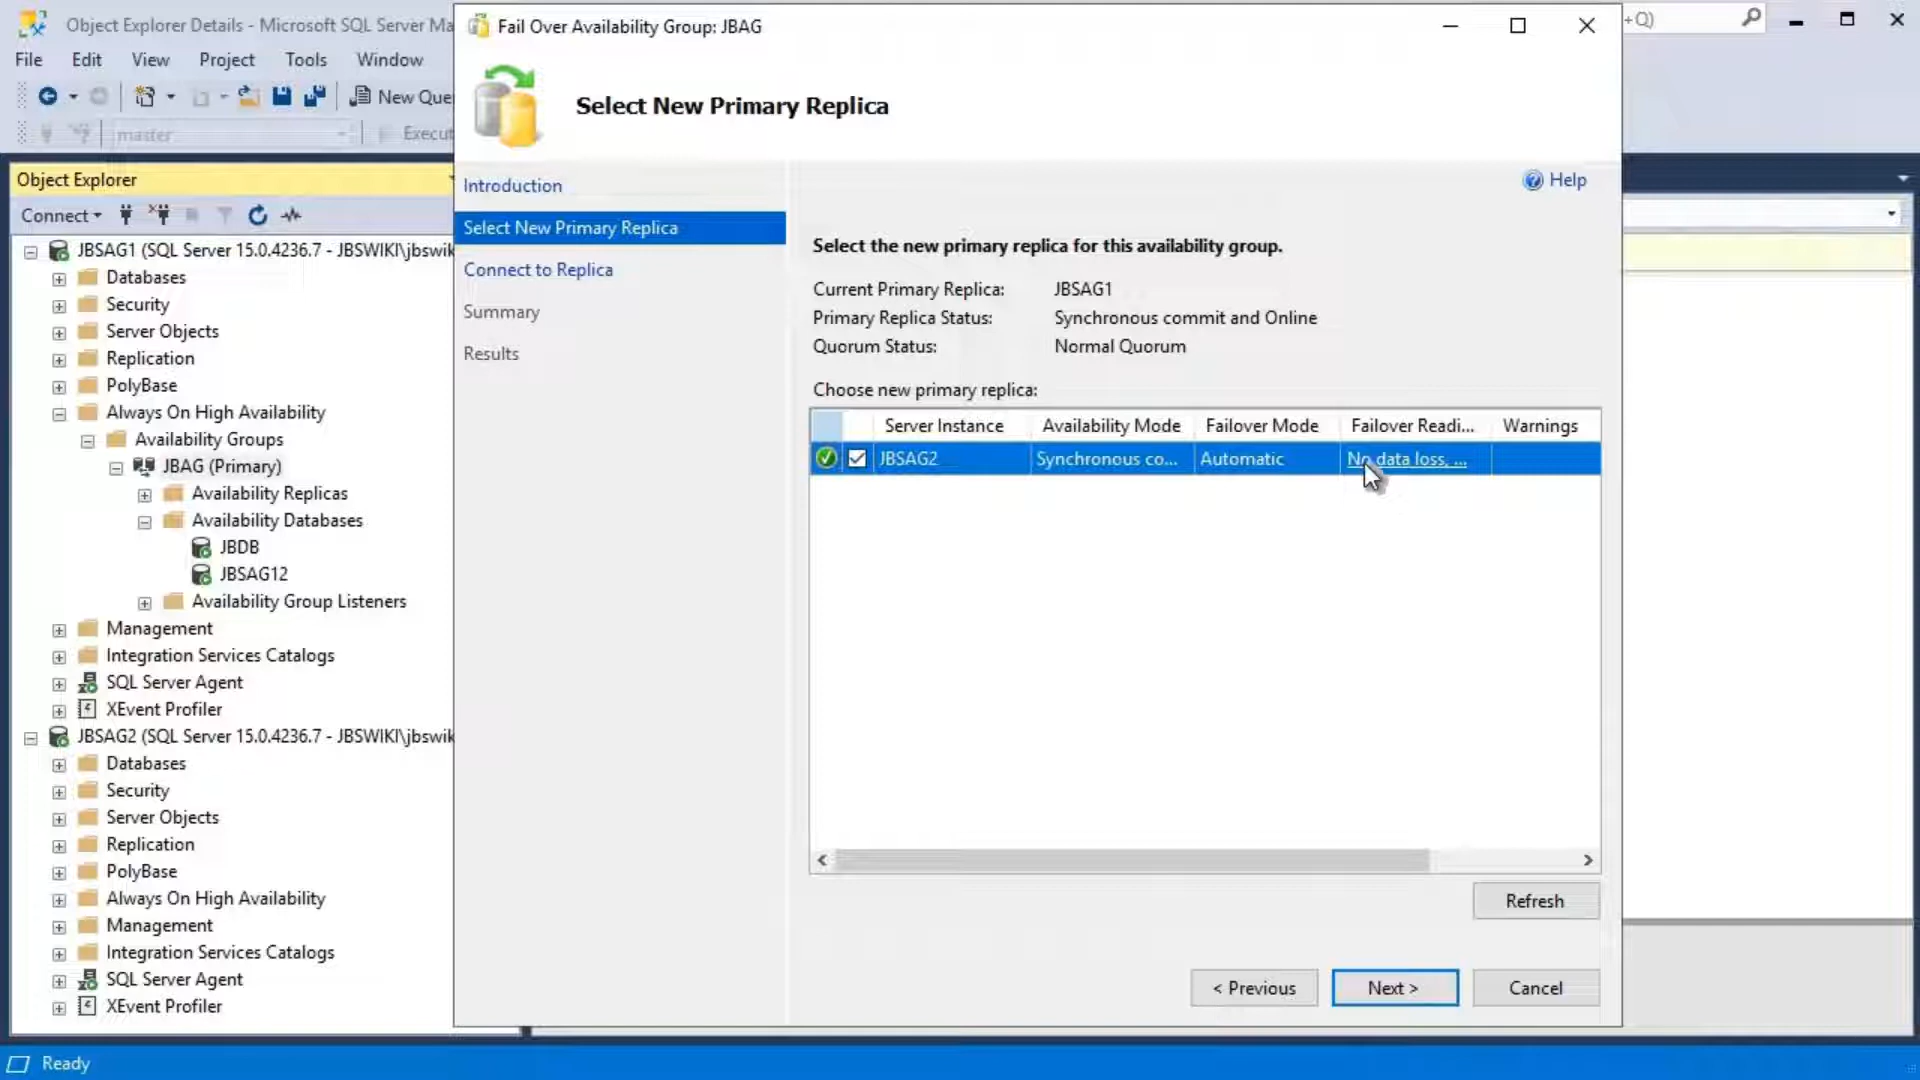 Object Explorer Details - Microsoft SQL Server Ma
Fail Over Availability Group: JBAG
+Q)
File Edit View Project Tools Window
New Que
master
Execut
Select New Primary Replica
Object Explorer
Connect
JBSAG1 (SQL Server 15.0.4236.7 - JBSWIKI\jbswik
Databases
Security
Server Objects
Replication
PolyBase
Always On High Availability
Availability Groups
JBAG (Primary)
Availability Replicas
Availability Databases
JBDB
JBSAG12
Availability Group Listeners
Management
Integration Services Catalogs
SQL Server Agent
XEvent Profiler
JBSAG2 (SQL Server 15.0.4236.7 - JBSWIKI\jbswik
Databases
Security
Server Objects
Replication
PolyBase
Always On High Availability
Management
Integration Services Catalogs
SQL Server Agent
XEvent Profiler
Introduction
Select New Primary Replica
Connect to Replica
Summary
Results
Help
Select the new primary replica for this availability group.
Current Primary Replica: JBSAG1
Primary Replica Status: Synchronous commit and Online
Quorum Status: Normal Quorum
Choose new primary replica:
Server Instance Availability Mode Failover Mode Failover Readi... Warnings
JBSAG2 Synchronous co... Automatic No data loss, ...
Refresh
< Previous Next > Cancel
Ready